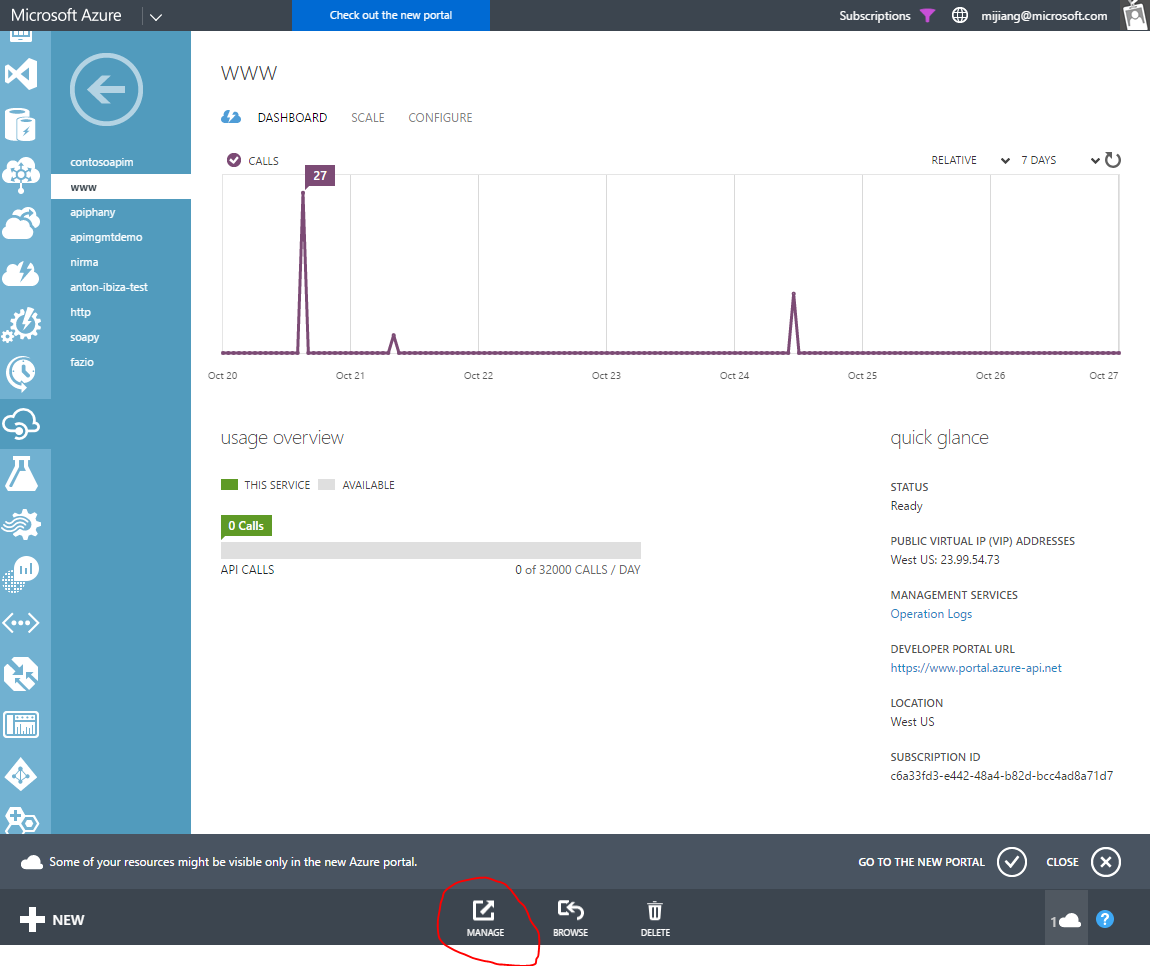 Microsoft Azure
Check out the new portal
Subscriptions
mijiang@microsoft.com
contosoapim
www
apiphany
apimgmtdemo
nirma
anton-ibiza-test
http
soapy
fazio
www
DASHBOARD SCALE CONFIGURE
CALLS
RELATIVE 7 DAYS
27
Oct 20 Oct 21 Oct 22 Oct 23 Oct 24 Oct 25 Oct 26 Oct 27
usage overview
THIS SERVICE AVAILABLE
0 Calls
API CALLS 0 of 32000 CALLS / DAY
quick glance
STATUS
Ready
PUBLIC VIRTUAL IP (VIP) ADDRESSES
West US: 23.99.54.73
MANAGEMENT SERVICES
Operation Logs
DEVELOPER PORTAL URL
https://www.portal.azure-api.net
LOCATION
West US
SUBSCRIPTION ID
c6a33fd3-e442-48a4-b82d-bcc4ad8a71d7
Some of your resources might be visible only in the new Azure portal.
GO TO THE NEW PORTAL CLOSE
NEW
MANAGE BROWSE DELETE
1 ?